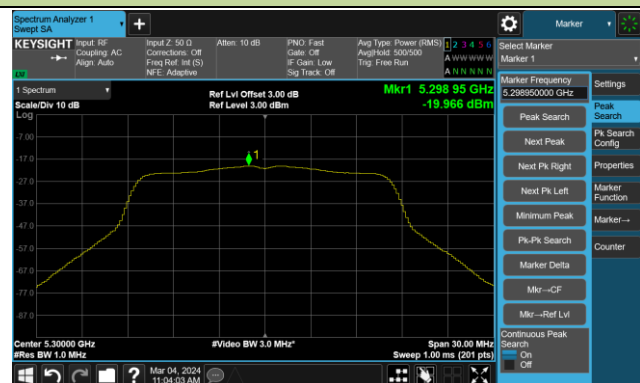 Spectrum Analyzer 1
Swept SA
Marker
KEYSIGHT
Input: RF
Coupling: AC
Align: Auto
Input Z: 50 Ω
Corrections: Off
Freq Ref: Int (S)
NFE: Adaptive
Atten: 10 dB
PNO: Fast
Gate: Off
IF Gain: Low
Sig Track: Off
Avg Type: Power (RMS)
Avg|Hold: 500/500
Trig: Free Run
1 2 3 4 5 6
A W W W W W
A N N N N N
Select Marker
Marker 1
LXI
1 Spectrum
Scale/Div 10 dB
Log
Ref Lvl Offset 3.00 dB
Ref Level 3.00 dBm
Mkr1 5.298 95 GHz
-19.966 dBm
1
-7.00
-17.0
-27.0
-37.0
-47.0
-57.0
-67.0
-77.0
-87.0
Center 5.30000 GHz
#Res BW 1.0 MHz
#Video BW 3.0 MHz*
Span 30.00 MHz
Sweep 1.00 ms (201 pts)
Mar 04, 2024
11:04:03 AM
Marker Frequency
5.298950000 GHz
Peak Search
Next Peak
Next Pk Right
Next Pk Left
Minimum Peak
Pk-Pk Search
Marker Delta
Mkr→CF
Mkr→Ref Lvl
Continuous Peak
Search
On
Off
Settings
Peak
Search
Pk Search
Config
Properties
Marker
Function
Marker→
Counter